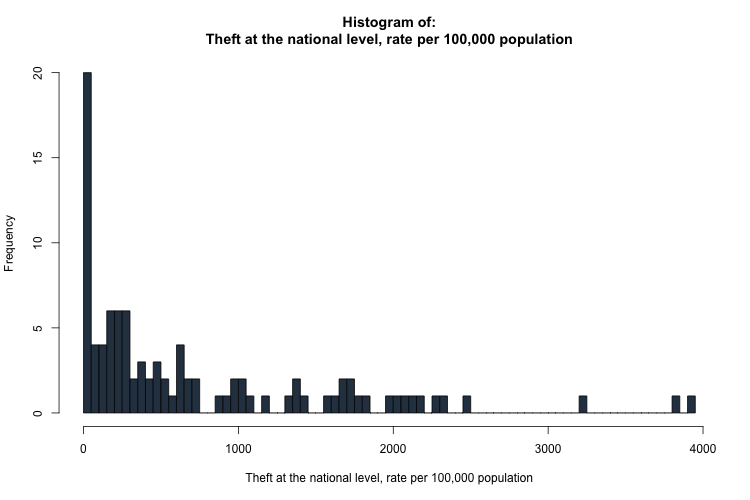 Histogram of:
Theft at the national level, rate per 100,000 population
20
15
10
5
0
Frequency
0 1000 2000 3000 4000
Theft at the national level, rate per 100,000 population